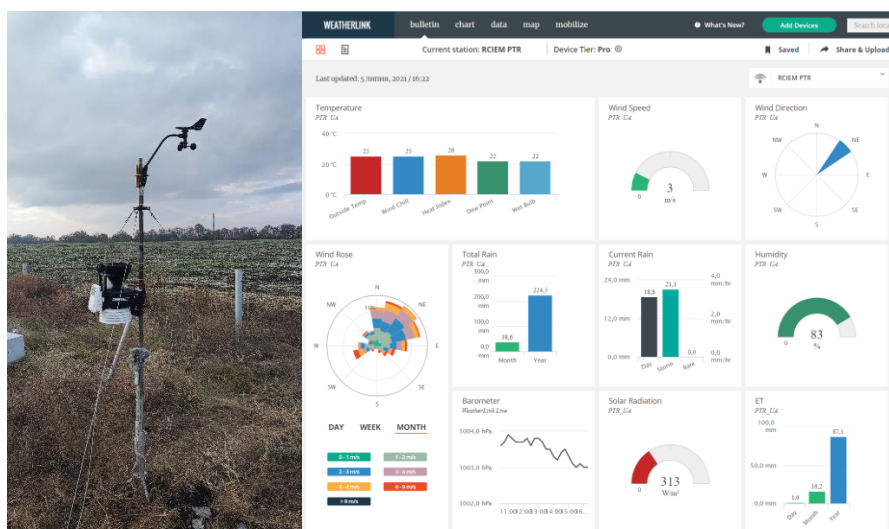 WEATHERLINK bulletin chart data map mobilize What's New? Add Devices Search loca
Current station: RCIEM PTR Device Tier: Pro Saved Share & Upload
Last updated: 5 липня, 2021 / 16:22 RCIEM PTR
Temperature
PTR_UA
40 °C
20 °C
0 °C
25 25 26 22 22
Outside Temp Wind Chill Heat Index Dew Point Wet Bulb
Wind Speed
PTR_UA
3
0
m/s
Wind Direction
PTR_UA
N
NW NE
W E
SW SE
S
Wind Rose
PTR_UA
N
NW NE
W E
SW SE
S
DAY WEEK MONTH
0 - 1 m/s 1 - 2 m/s
2 - 3 m/s 3 - 4 m/s
4 - 9 m/s
> 9 m/s
Total Rain
PTR_UA
300,0
mm
200,0
mm
100,0
mm
0,0
mm
38,6 224,5
Month Year
Current Rain
PTR_UA
24,0 mm
12,0 mm
0,0 mm
18,8 21,3 0,0
4,0
mm/hr
2,0
mm/hr
0,0
mm/hr
Day Storm Rate
Humidity
PTR_UA
0
83
%
Barometer
WeatherLink Live
1004,0 hPa
1003,0 hPa
1002,0 hPa
Solar Radiation
PTR_UA
0
313
W/m²
ET
PTR_UA
100,0
mm
50,0 mm
0,0 mm
1,6 16,2 87,1
Day Month Year